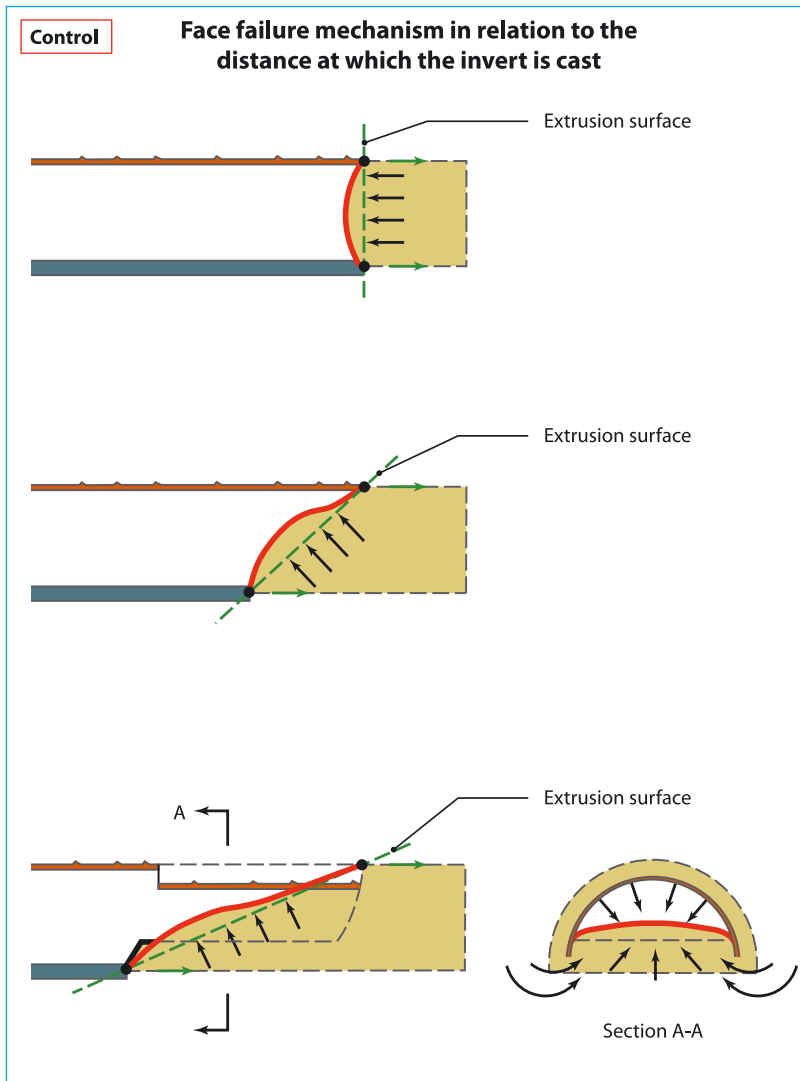 Control
Face failure mechanism in relation to the
distance at which the invert is cast
Extrusion surface
Extrusion surface
Extrusion surface
A
Section A-A